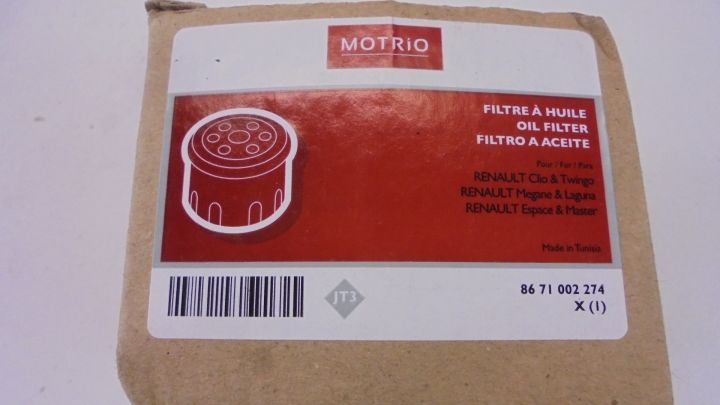 MOTRiO
FILTRE À HUILE
OIL FILTER
FILTRO A ACEITE
Pour / For / Para
RENAULT Clio & Twingo
RENAULT Megane & Laguna
RENAULT Espace & Master
Made in Tunisia
JT3
86 71 002 274
X (1)